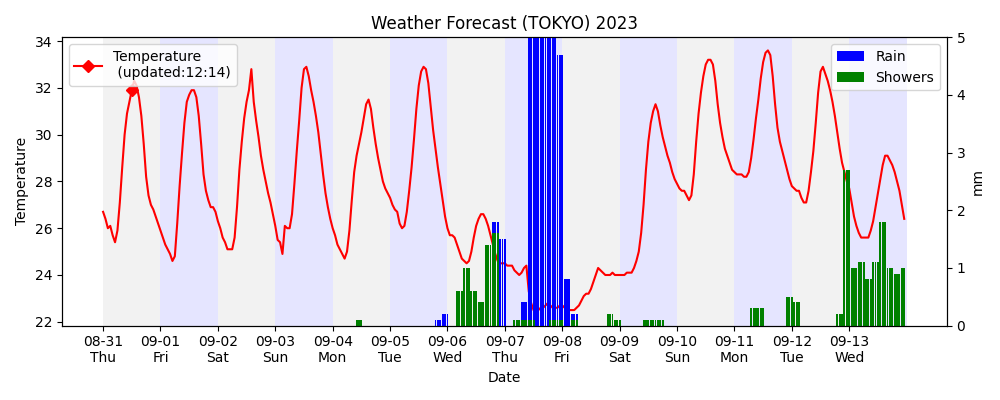 Weather Forecast (TOKYO) 2023
Temperature
(updated:12:14)
Rain
Showers
34
32
30
28
26
24
22
Temperature
5
4
3
2
1
0
mm
08-31 09-01 09-02 09-03 09-04 09-05 09-06 09-07 09-08 09-09 09-10 09-11 09-12 09-13
Thu Fri Sat Sun Mon Tue Wed Thu Fri Sat Sun Mon Tue Wed
Date